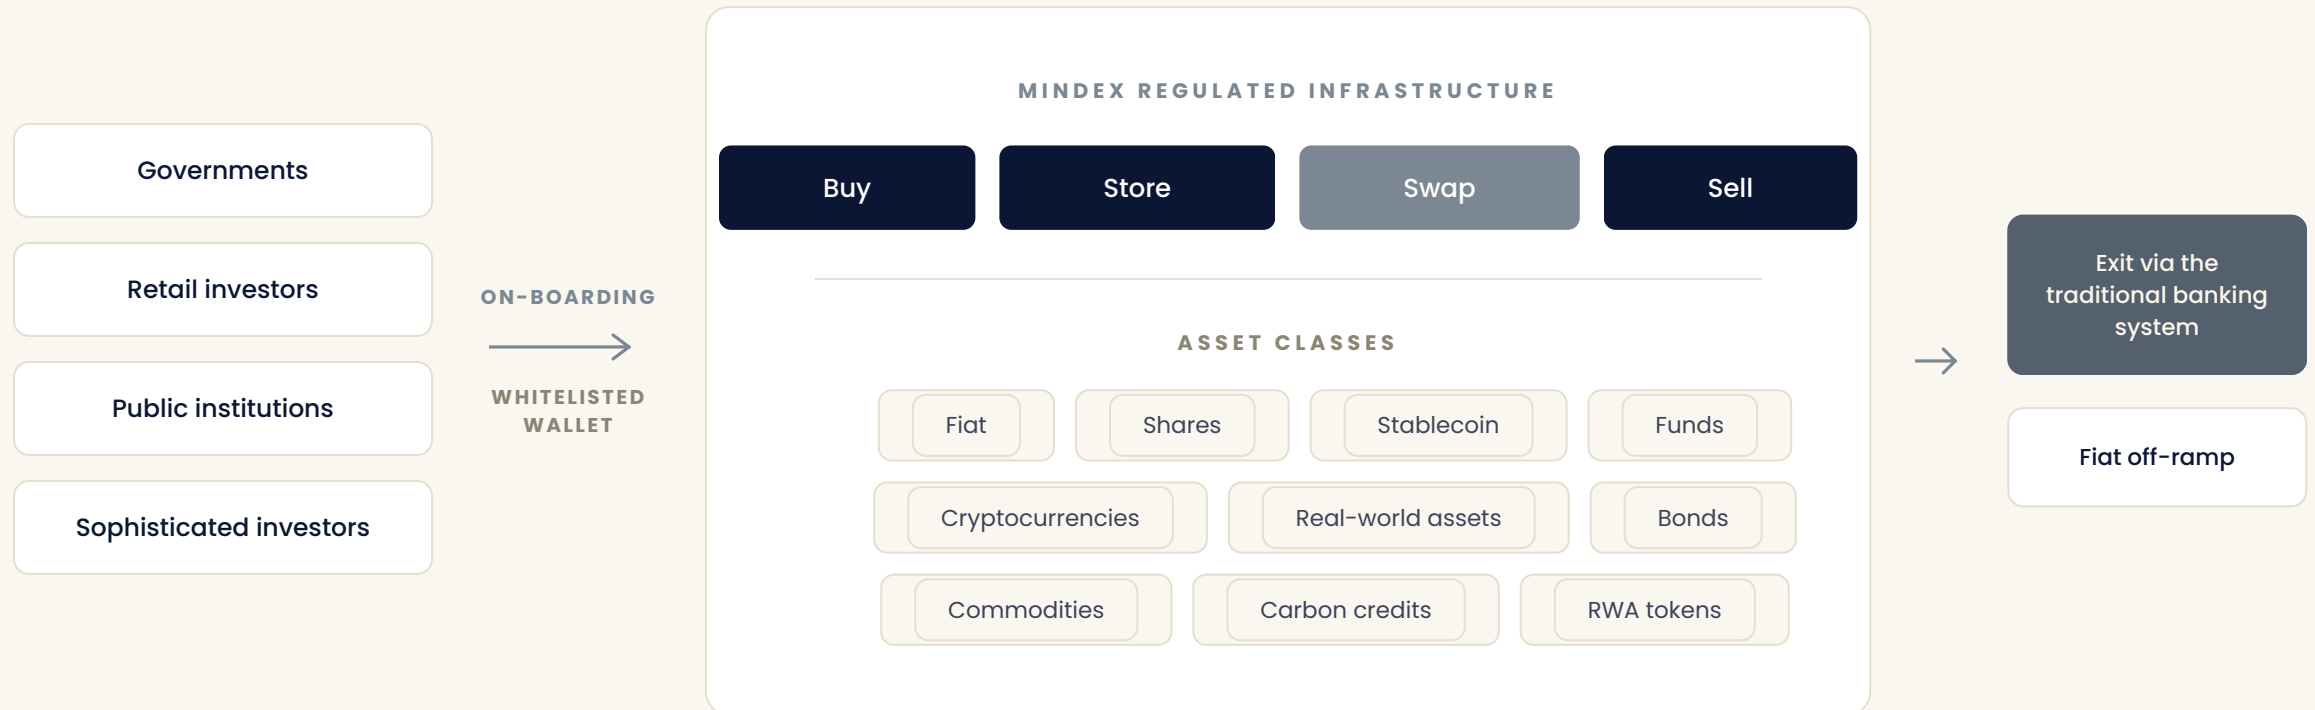 Governments
Retail investors
Public institutions
Sophisticated investors
ON-BOARDING
WHITELISTED
WALLET
MINDEX REGULATED INFRASTRUCTURE
Buy
Store
Swap
Sell
ASSET CLASSES
Fiat
Shares
Stablecoin
Funds
Cryptocurrencies
Real-world assets
Bonds
Commodities
Carbon credits
RWA tokens
Exit via the
traditional banking
system
Fiat off-ramp